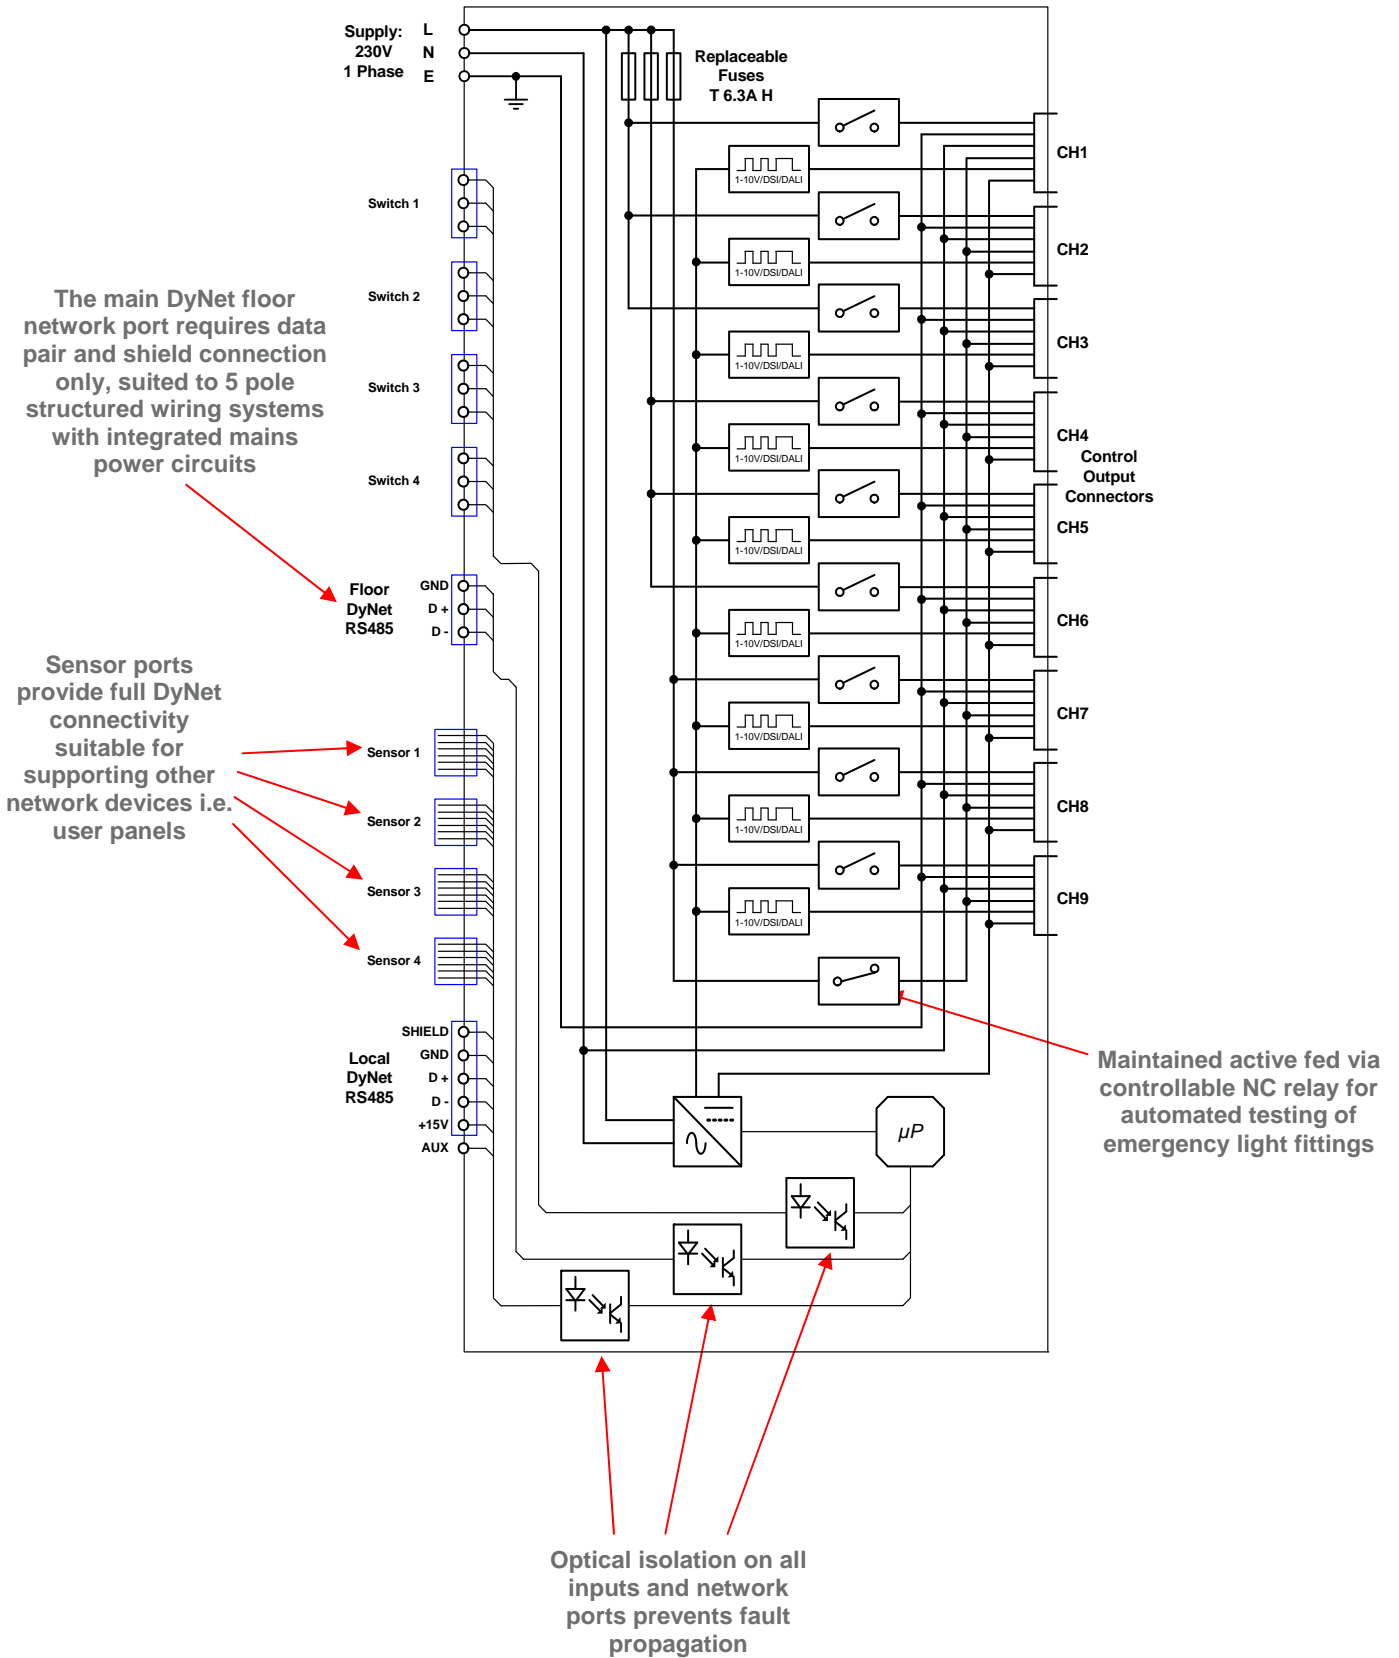 Supply:
230V
1 Phase
L
N
E
Replaceable
Fuses
T 6.3A H
Switch 1
Switch 2
Switch 3
Switch 4
The main DyNet floor
network port requires data
pair and shield connection
only, suited to 5 pole
structured wiring systems
with integrated mains
power circuits
Floor
DyNet
RS485
GND
D +
D -
Sensor ports
provide full DyNet
connectivity
suitable for
supporting other
network devices i.e.
user panels
Sensor 1
Sensor 2
Sensor 3
Sensor 4
Local
DyNet
RS485
SHIELD
GND
D +
D -
+15V
AUX
1-10V/DSI/DALI
1-10V/DSI/DALI
1-10V/DSI/DALI
1-10V/DSI/DALI
1-10V/DSI/DALI
1-10V/DSI/DALI
1-10V/DSI/DALI
1-10V/DSI/DALI
1-10V/DSI/DALI
CH1
CH2
CH3
CH4
Control
Output
Connectors
CH5
CH6
CH7
CH8
CH9
µP
Maintained active fed via
controllable NC relay for
automated testing of
emergency light fittings
Optical isolation on all
inputs and network
ports prevents fault
propagation